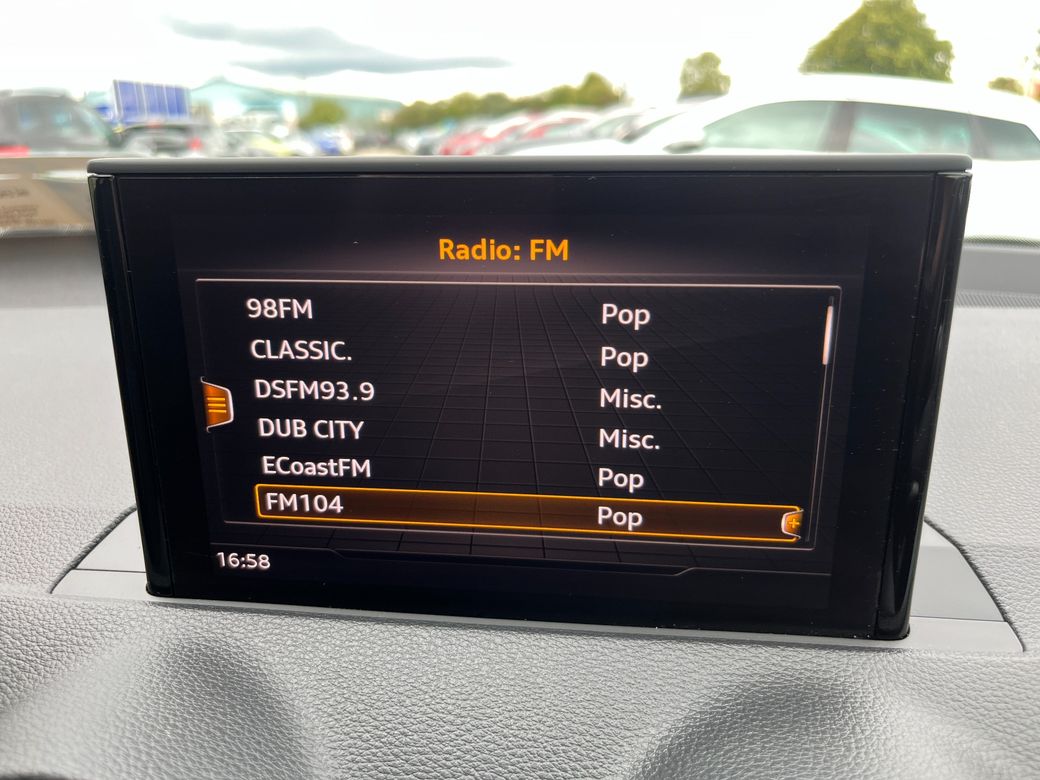 Radio: FM
98FM Pop
CLASSIC. Pop
DSFM93.9 Misc.
DUB CITY Misc.
ECoastFM Pop
FM104 Pop
16:58